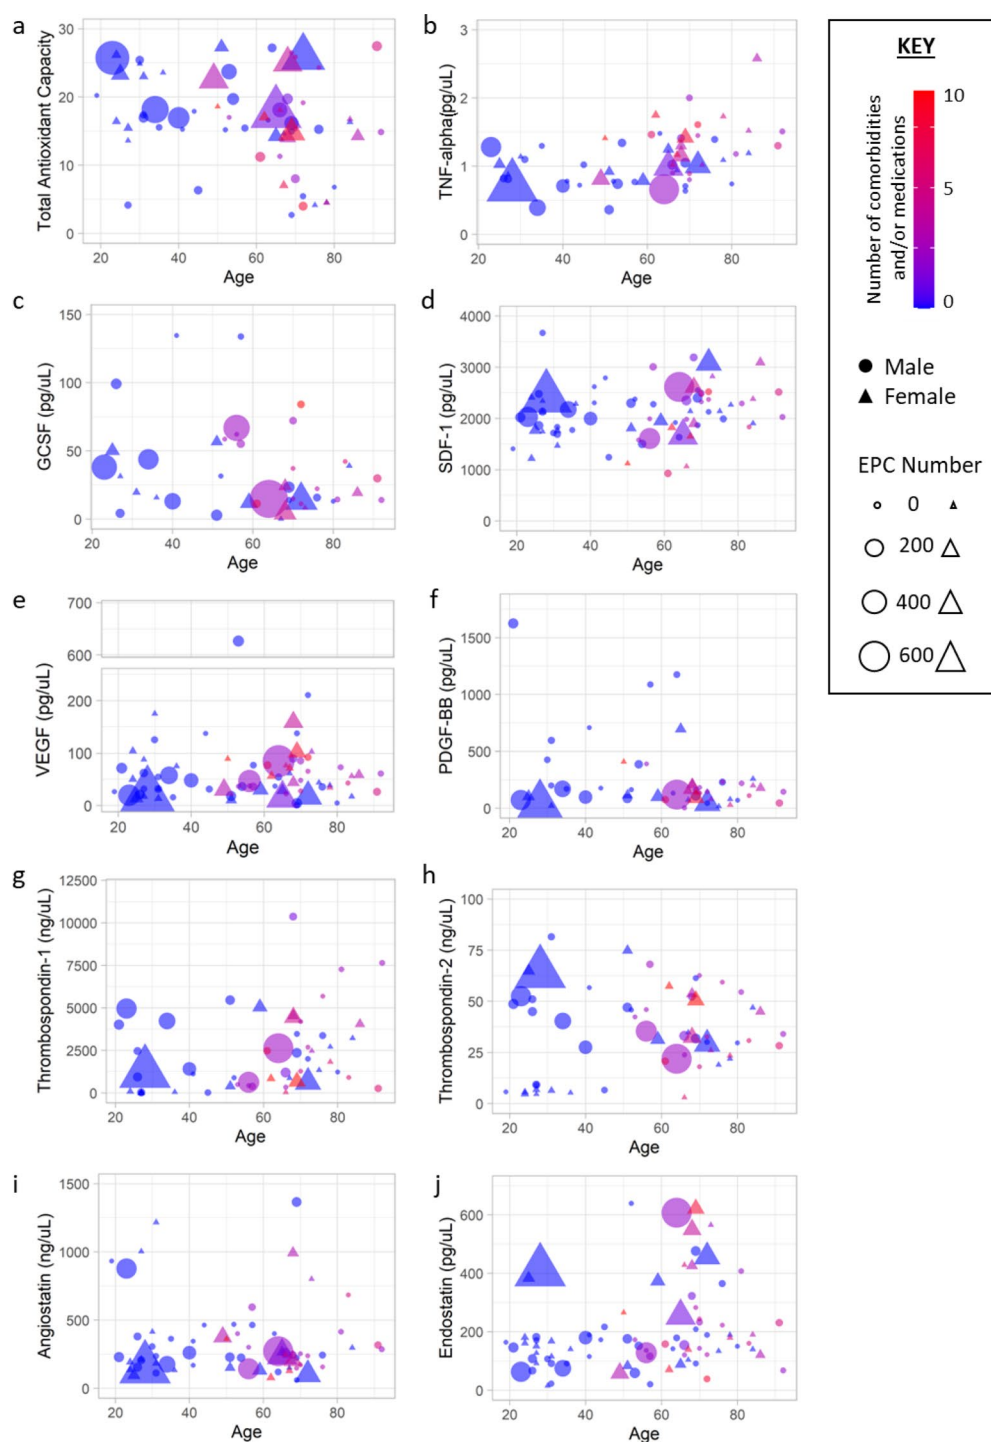 a
Total Antioxidant Capacity
30
20
10
0
20
40
60
80
Age
b
TNF-alpha(pg/uL)
3
2
1
0
20
40
60
80
Age
c
GCSF (pg/uL)
150
100
50
0
20
40
60
80
Age
d
SDF-1 (pg/uL)
4000
3000
2000
1000
0
20
40
60
80
Age
e
VEGF (pg/uL)
700
600
200
100
0
20
40
60
80
Age
f
PDGF-BB (pg/uL)
1500
1000
500
0
20
40
60
80
Age
g
Thrombospondin-1 (ng/uL)
12500
10000
7500
5000
2500
0
20
40
60
80
Age
h
Thrombospondin-2 (ng/uL)
100
75
50
25
0
20
40
60
80
Age
i
Angiostatin (ng/uL)
1500
1000
500
0
20
40
60
80
Age
j
Endostatin (pg/uL)
600
400
200
0
20
40
60
80
Age
KEY
Number of comorbidities
and/or medications
10
5
0
Male
Female
EPC Number
0
200
400
600